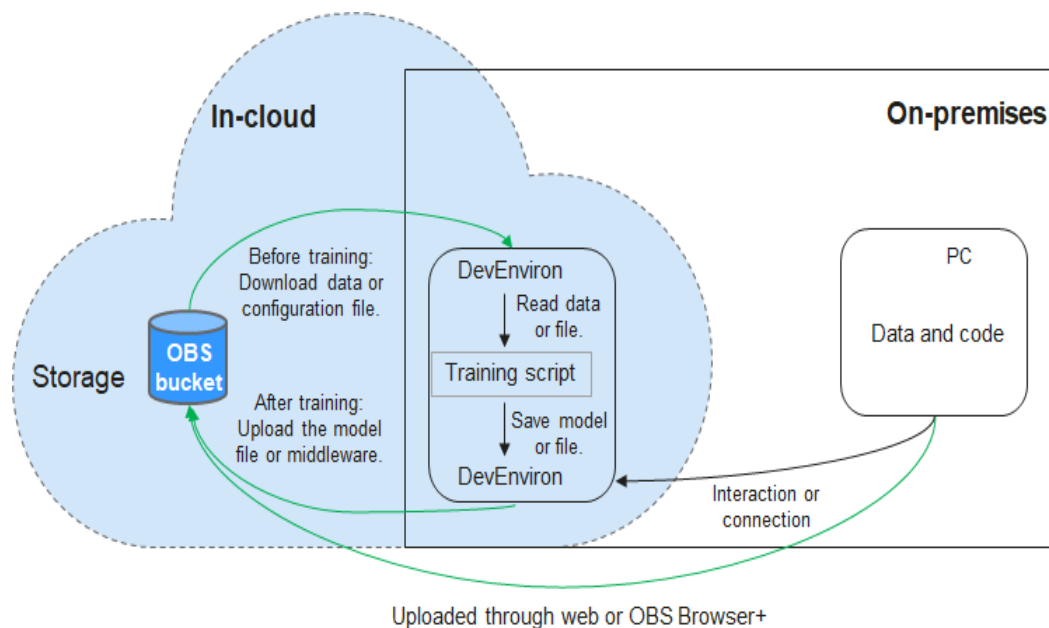 In-cloud
On-premises
Before training:
Download data or
configuration file.
DevEnviron
Read data
or file.
Training script
Save model
or file.
DevEnviron
PC
Data and code
Storage
OBS
bucket
After training:
Upload the model
file or middleware.
Interaction or
connection
Uploaded through web or OBS Browser+